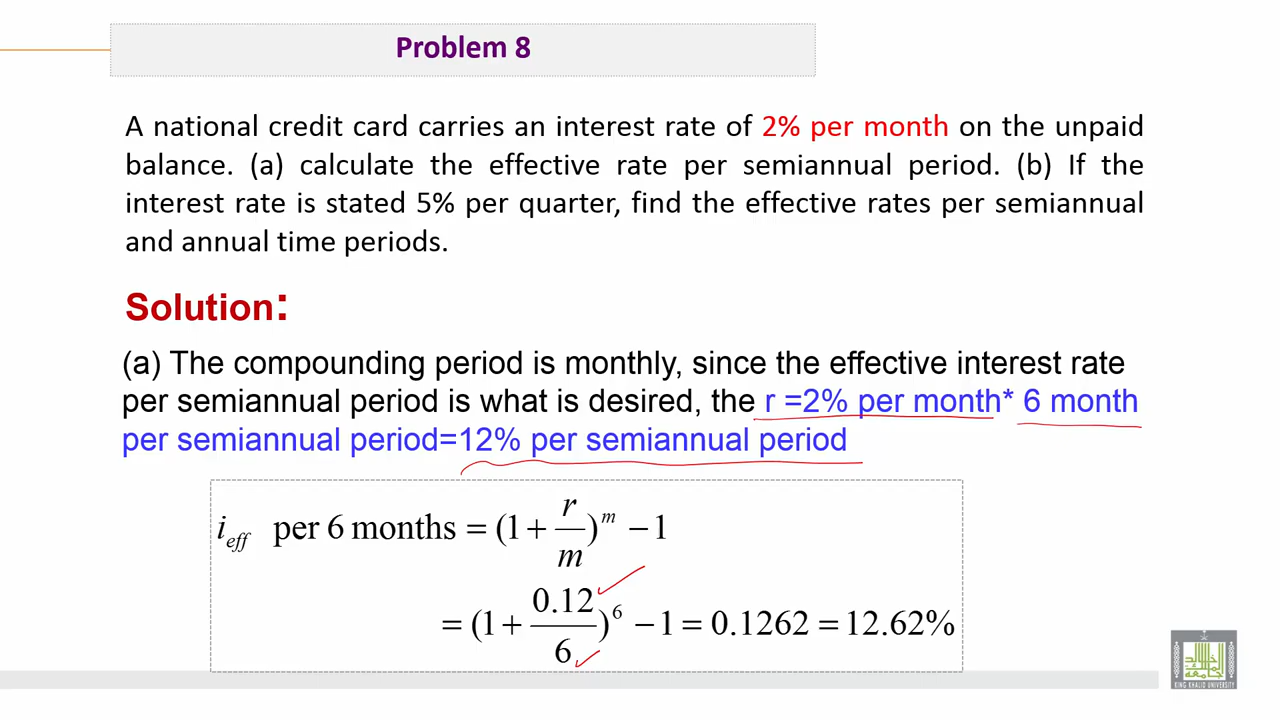 Problem 8
A national credit card carries an interest rate of 2% per month on the unpaid
balance. (a) calculate the effective rate per semiannual period. (b) If the
interest rate is stated 5% per quarter, find the effective rates per semiannual
and annual time periods.
Solution:
(a) The compounding period is monthly, since the effective interest rate
per semiannual period is what is desired, the r =2% per month* 6 month
per semiannual period=12% per semiannual period
i_eff per 6 months = (1 + r/m)^m − 1
= (1 + 0.12/6)^6 − 1 = 0.1262 = 12.62%
KING KHALID UNIVERSITY